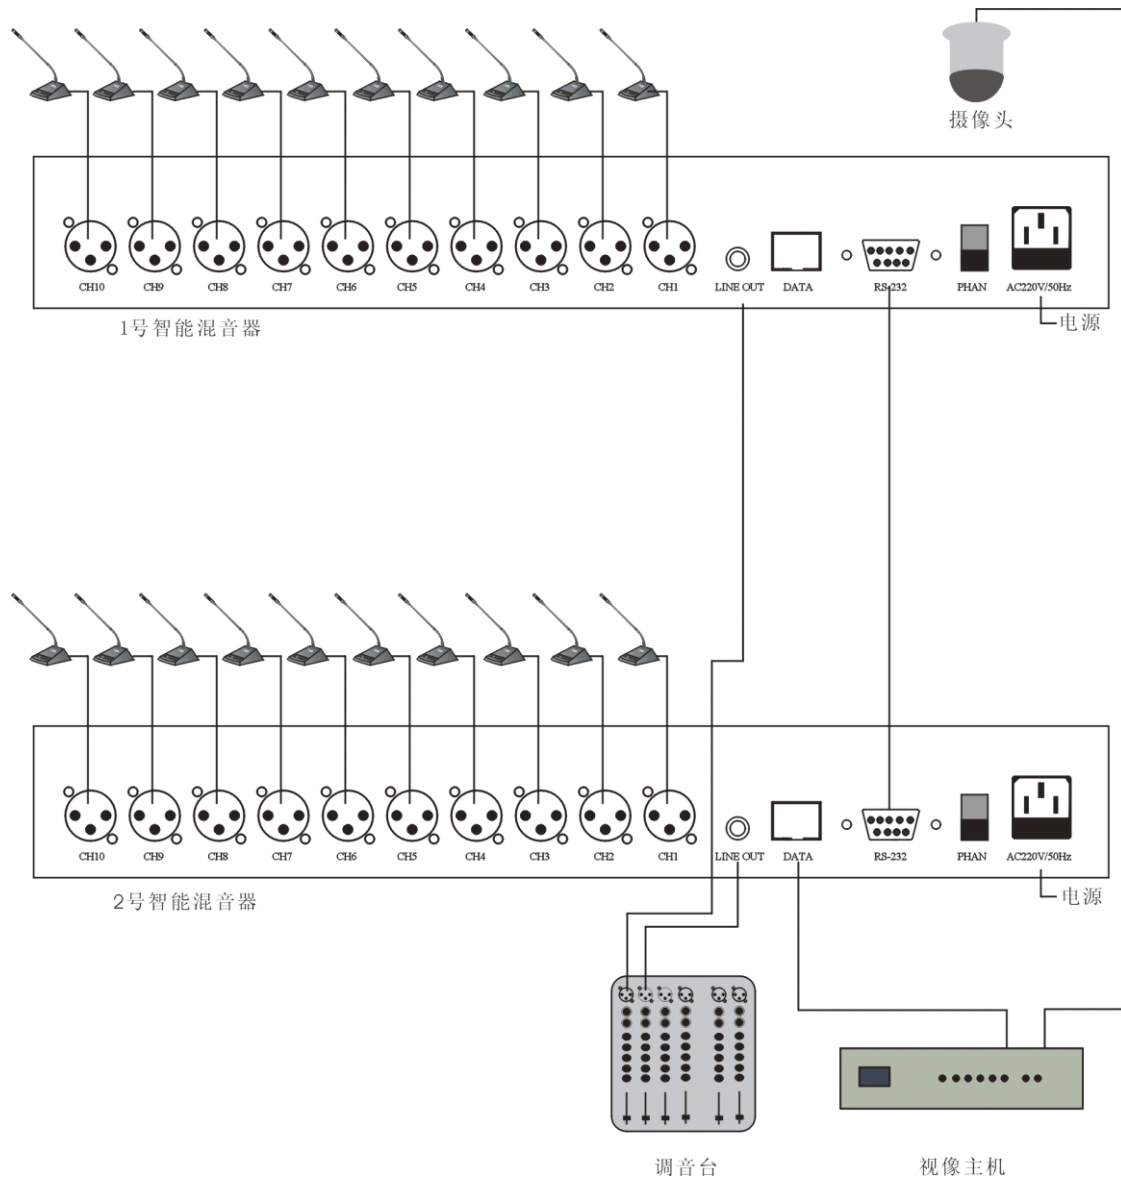 摄像头
CH10 CH9 CH8 CH7 CH6 CH5 CH4 CH3 CH2 CH1 LINE OUT DATA RS-232 PHAN AC220V/50Hz
1号智能混音器
电源
CH10 CH9 CH8 CH7 CH6 CH5 CH4 CH3 CH2 CH1 LINE OUT DATA RS-232 PHAN AC220V/50Hz
2号智能混音器
电源
调音台
视像主机